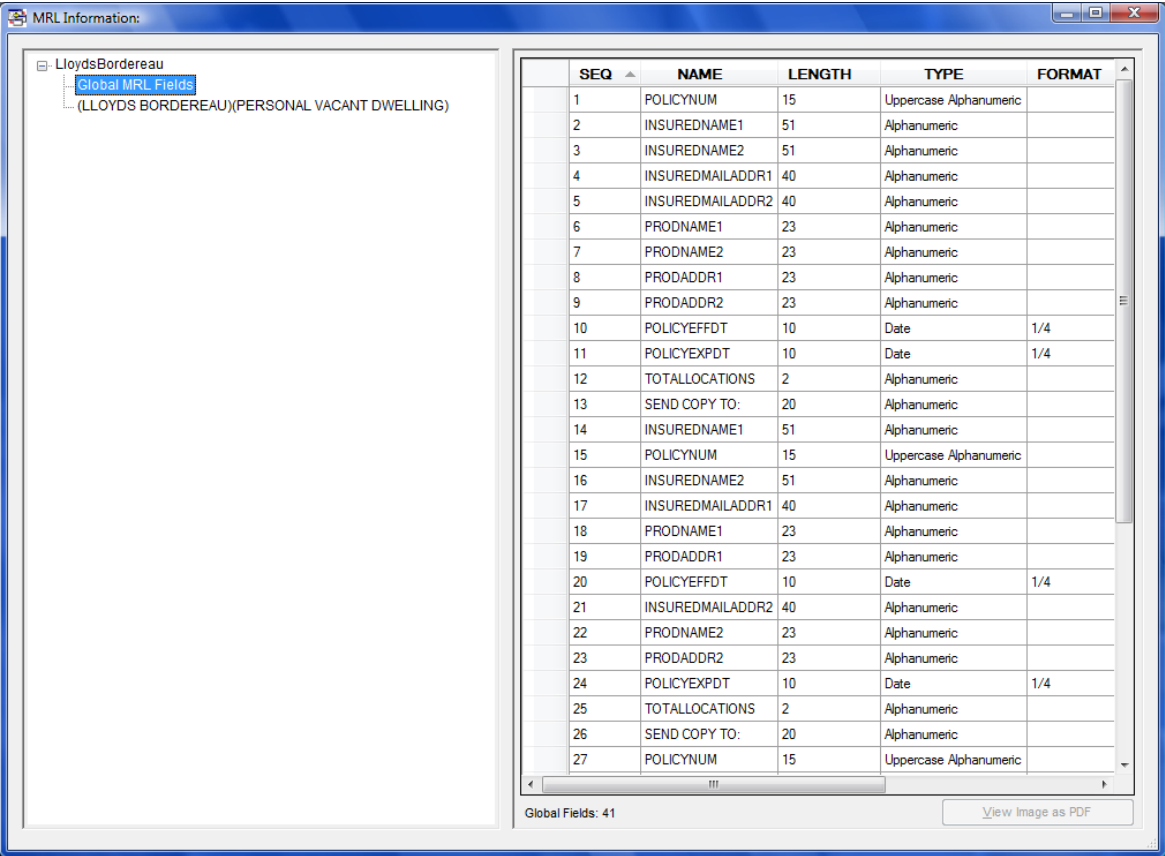 MRL Information:
LloydsBordereau
Global MRL Fields
(LLOYDS BORDEREAU)(PERSONAL VACANT DWELLING)
SEQ NAME LENGTH TYPE FORMAT
1 POLICYNUM 15 Uppercase Alphanumeric
2 INSUREDNAME1 51 Alphanumeric
3 INSUREDNAME2 51 Alphanumeric
4 INSUREDMAILADDR1 40 Alphanumeric
5 INSUREDMAILADDR2 40 Alphanumeric
6 PRODNAME1 23 Alphanumeric
7 PRODNAME2 23 Alphanumeric
8 PRODADDR1 23 Alphanumeric
9 PRODADDR2 23 Alphanumeric
10 POLICYEFFDT 10 Date 1/4
11 POLICYEXPDT 10 Date 1/4
12 TOTALLOCATIONS 2 Alphanumeric
13 SEND COPY TO: 20 Alphanumeric
14 INSUREDNAME1 51 Alphanumeric
15 POLICYNUM 15 Uppercase Alphanumeric
16 INSUREDNAME2 51 Alphanumeric
17 INSUREDMAILADDR1 40 Alphanumeric
18 PRODNAME1 23 Alphanumeric
19 PRODADDR1 23 Alphanumeric
20 POLICYEFFDT 10 Date 1/4
21 INSUREDMAILADDR2 40 Alphanumeric
22 PRODNAME2 23 Alphanumeric
23 PRODADDR2 23 Alphanumeric
24 POLICYEXPDT 10 Date 1/4
25 TOTALLOCATIONS 2 Alphanumeric
26 SEND COPY TO: 20 Alphanumeric
27 POLICYNUM 15 Uppercase Alphanumeric
Global Fields: 41
View Image as PDF